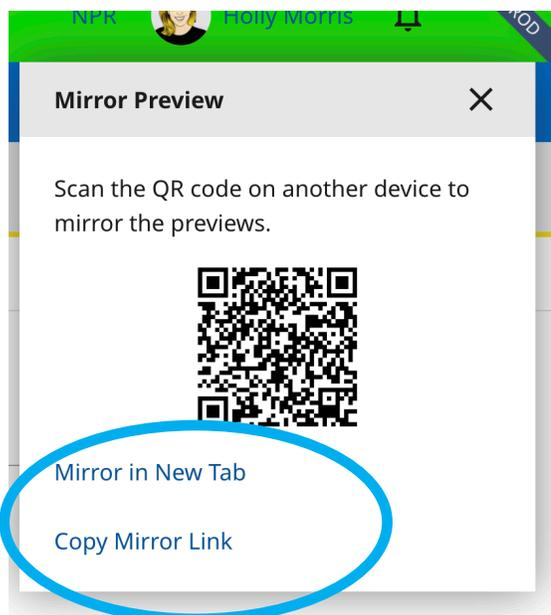 NPR
Holly Morris
Mirror Preview
Scan the QR code on another device to
mirror the previews.
Mirror in New Tab
Copy Mirror Link